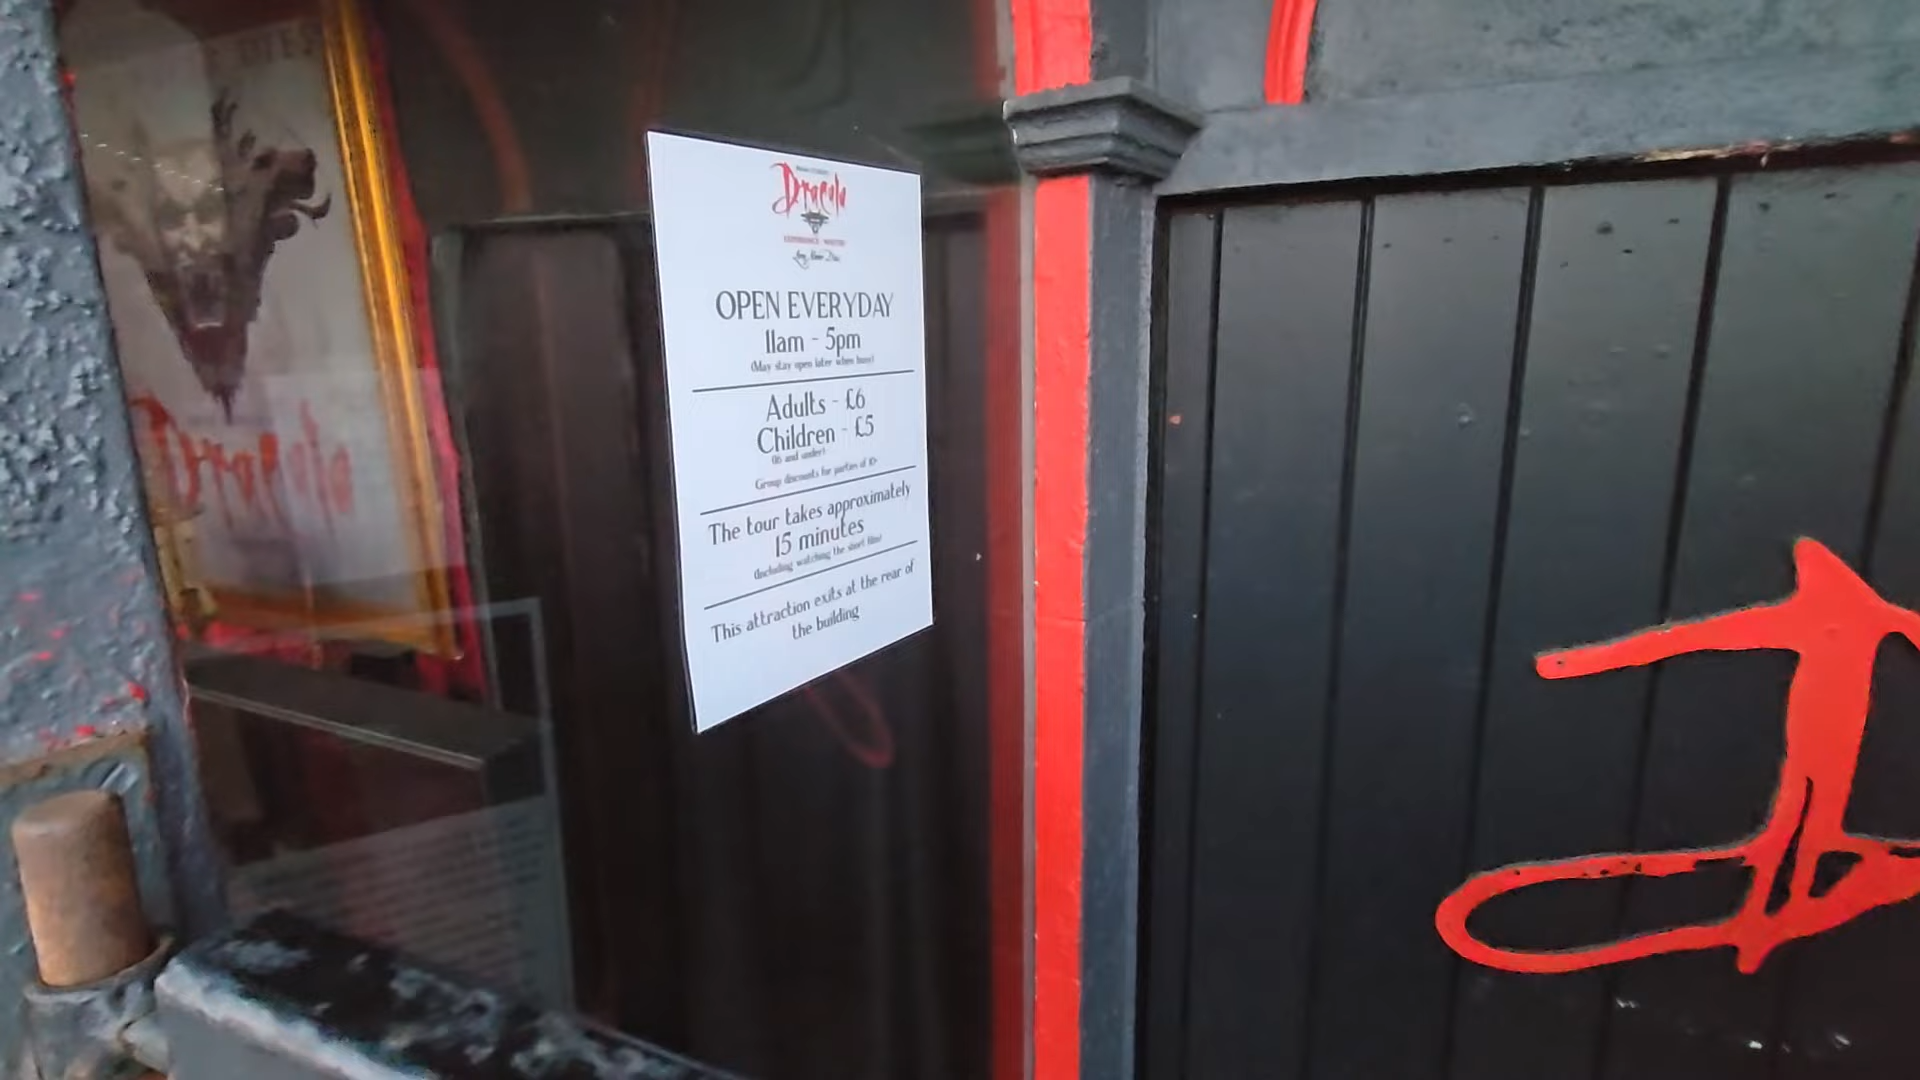 Dracula
EXPERIENCE WHITBY
OPEN EVERYDAY
11am - 5pm
(May stay open later when busy)
Adults - £6
Children - £5
(16 and under)
Group discounts for parties of 10+
The tour takes approximately
15 minutes
(Including watching the short film)
This attraction exits at the rear of
the building
Dracula